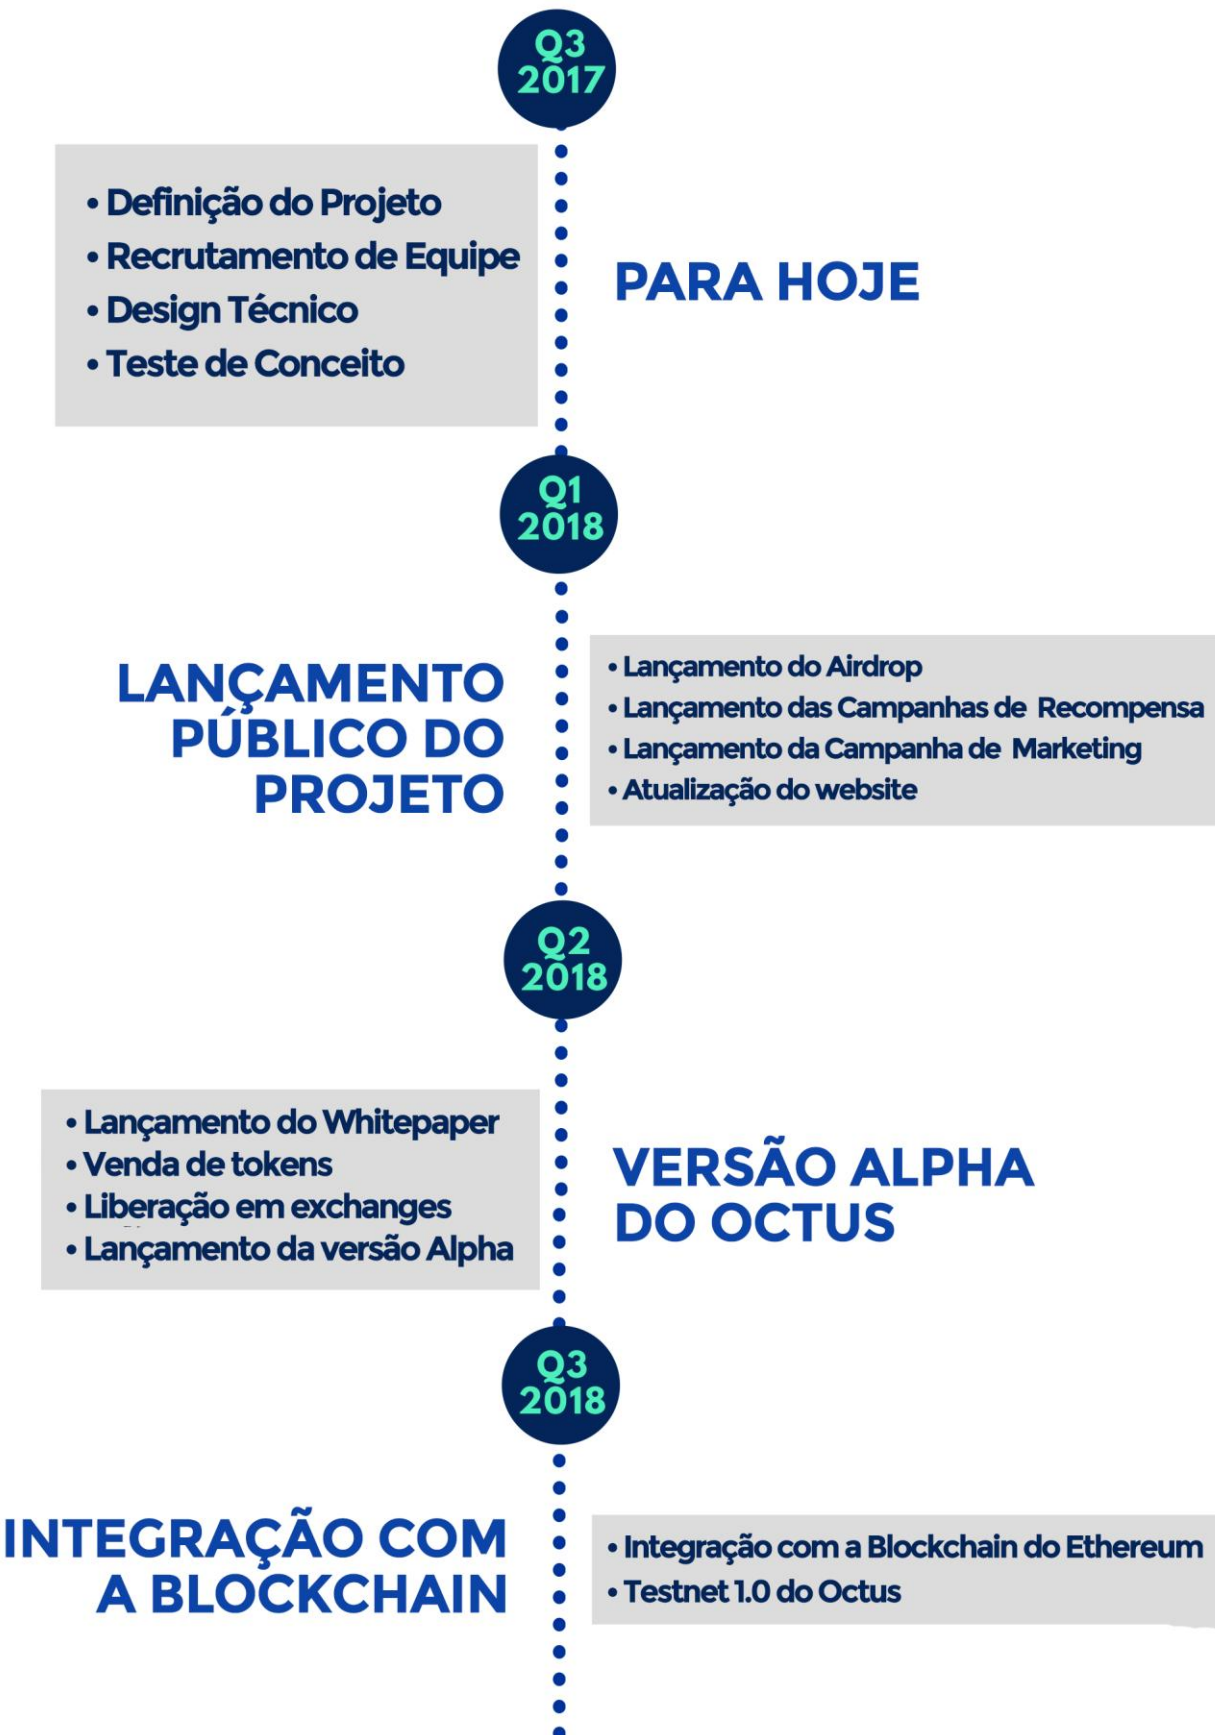 Q3
2017
• Definição do Projeto
• Recrutamento de Equipe
• Design Técnico
• Teste de Conceito
PARA HOJE
Q1
2018
LANÇAMENTO
PÚBLICO DO
PROJETO
• Lançamento do Airdrop
• Lançamento das Campanhas de Recompensa
• Lançamento da Campanha de Marketing
• Atualização do website
Q2
2018
• Lançamento do Whitepaper
• Venda de tokens
• Liberação em exchanges
• Lançamento da versão Alpha
VERSÃO ALPHA
DO OCTUS
Q3
2018
INTEGRAÇÃO COM
A BLOCKCHAIN
• Integração com a Blockchain do Ethereum
• Testnet 1.0 do Octus